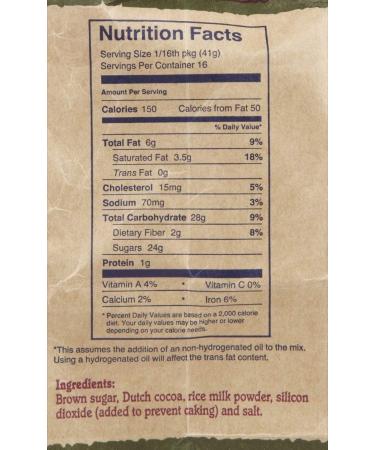 Nutrition Facts
Serving Size 1/16th pkg (41g)
Servings Per Container 16
Amount Per Serving
Calories 150 Calories from Fat 50
% Daily Value*
Total Fat 6g 9%
Saturated Fat 3.5g 18%
Trans Fat 0g
Cholesterol 15mg 5%
Sodium 70mg 3%
Total Carbohydrate 28g 9%
Dietary Fiber 2g 8%
Sugars 24g
Protein 1g
Vitamin A 4% • Vitamin C 0%
Calcium 2% • Iron 6%
* Percent Daily Values are based on a 2,000 calorie
diet. Your daily values may be higher or lower
depending on your calorie needs.
*This assumes the addition of an non-hydrogenated oil to the mix.
Using a hydrogenated oil will affect the trans fat content.
Ingredients:
Brown sugar, Dutch cocoa, rice milk powder, silicon
dioxide (added to prevent caking) and salt.